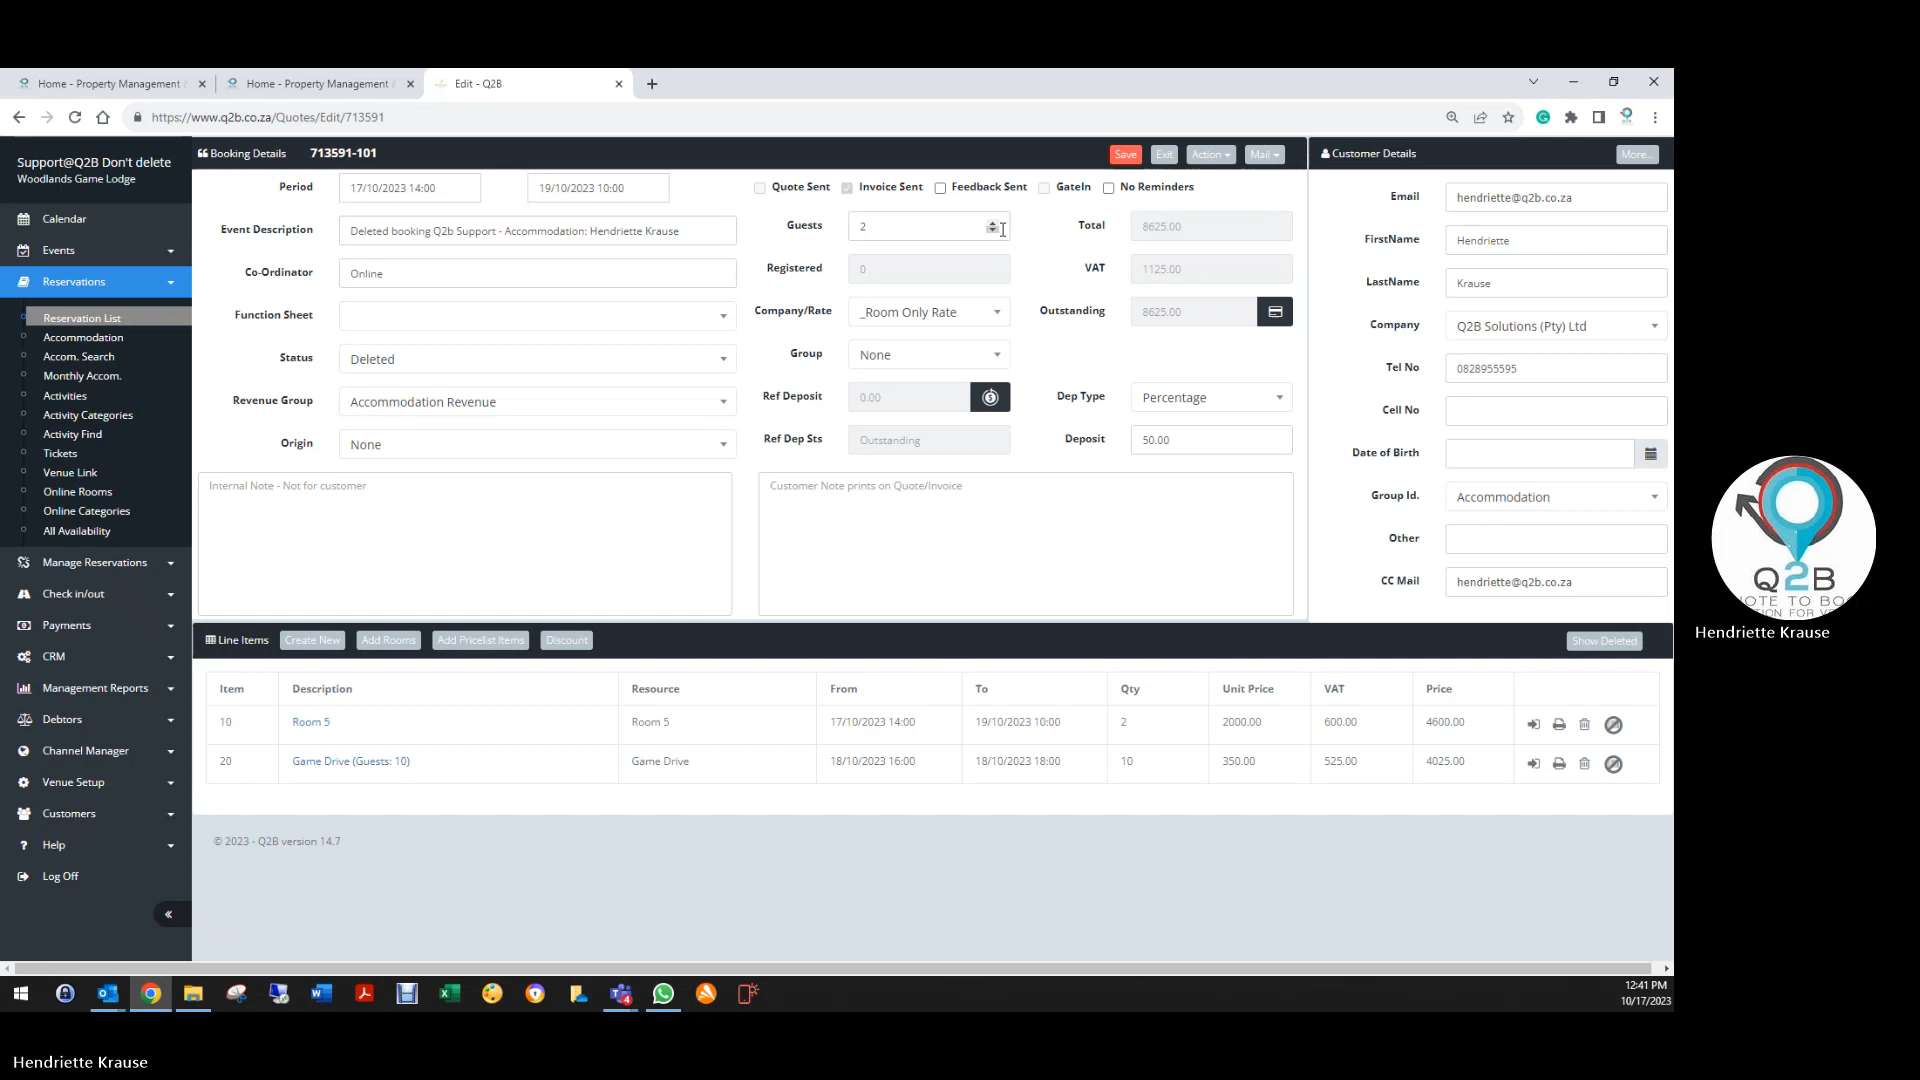 Home - Property Management &
Home - Property Management &
Edit - Q2B
https://www.q2b.co.za/Quotes/Edit/713591
Support@Q2B Don't delete
Woodlands Game Lodge
Calendar
Events
Reservations
Reservation List
Accommodation
Accom. Search
Monthly Accom.
Activities
Activity Categories
Activity Find
Tickets
Venue Link
Online Rooms
Online Categories
All Availability
Manage Reservations
Check in/out
Payments
CRM
Management Reports
Debtors
Channel Manager
Venue Setup
Customers
Help
Log Off
Booking Details 713591-101 Save Exit Action Mail
Period 17/10/2023 14:00 19/10/2023 10:00
Event Description Deleted booking Q2b Support - Accommodation: Hendriette Krause
Co-Ordinator Online
Function Sheet
Status Deleted
Revenue Group Accommodation Revenue
Origin None
Internal Note - Not for customer
Quote Sent Invoice Sent Feedback Sent GateIn No Reminders
Guests 2 Total 8625.00
Registered 0 VAT 1125.00
Company/Rate _Room Only Rate Outstanding 8625.00
Group None
Ref Deposit 0.00 Dep Type Percentage
Ref Dep Sts Outstanding Deposit 50.00
Customer Note prints on Quote/Invoice
Customer Details More...
Email hendriette@q2b.co.za
FirstName Hendriette
LastName Krause
Company Q2B Solutions (Pty) Ltd
Tel No 0828955595
Cell No
Date of Birth
Group Id. Accommodation
Other
CC Mail hendriette@q2b.co.za
Line Items Create New Add Rooms Add Pricelist Items Discount Show Deleted
Item Description Resource From To Qty Unit Price VAT Price
10 Room 5 Room 5 17/10/2023 14:00 19/10/2023 10:00 2 2000.00 600.00 4600.00
20 Game Drive (Guests: 10) Game Drive 18/10/2023 16:00 18/10/2023 18:00 10 350.00 525.00 4025.00
© 2023 - Q2B version 14.7
12:41 PM
10/17/2023
Q2B
Hendriette Krause
Hendriette Krause